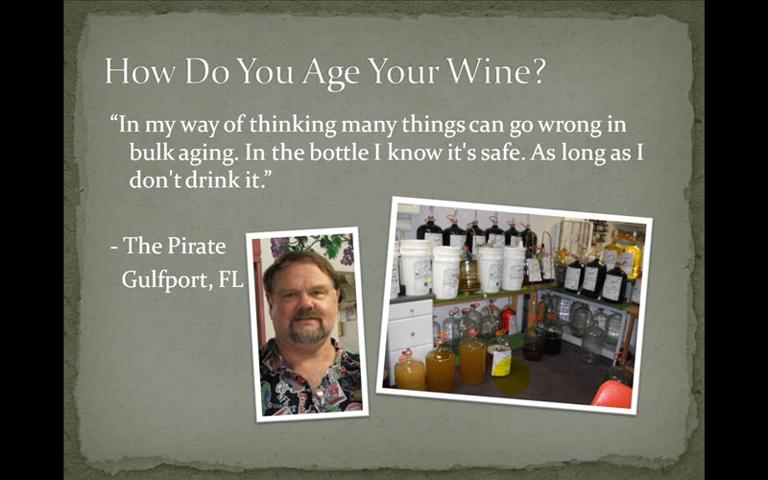 How Do You Age Your Wine?
“In my way of thinking many things can go wrong in
bulk aging. In the bottle I know it's safe. As long as I
don't drink it.”
- The Pirate
Gulfport, FL